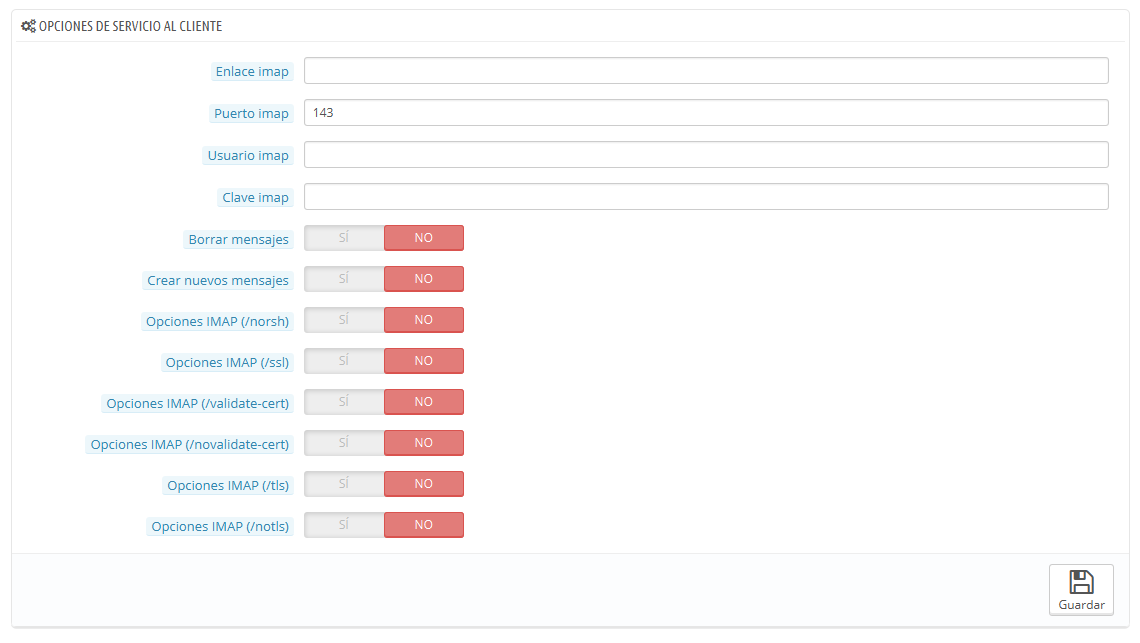 OPCIONES DE SERVICIO AL CLIENTE
Enlace imap
Puerto imap 143
Usuario imap
Clave imap
Borrar mensajes SÍ NO
Crear nuevos mensajes SÍ NO
Opciones IMAP (/norsh) SÍ NO
Opciones IMAP (/ssl) SÍ NO
Opciones IMAP (/validate-cert) SÍ NO
Opciones IMAP (/novalidate-cert) SÍ NO
Opciones IMAP (/tls) SÍ NO
Opciones IMAP (/notls) SÍ NO
Guardar